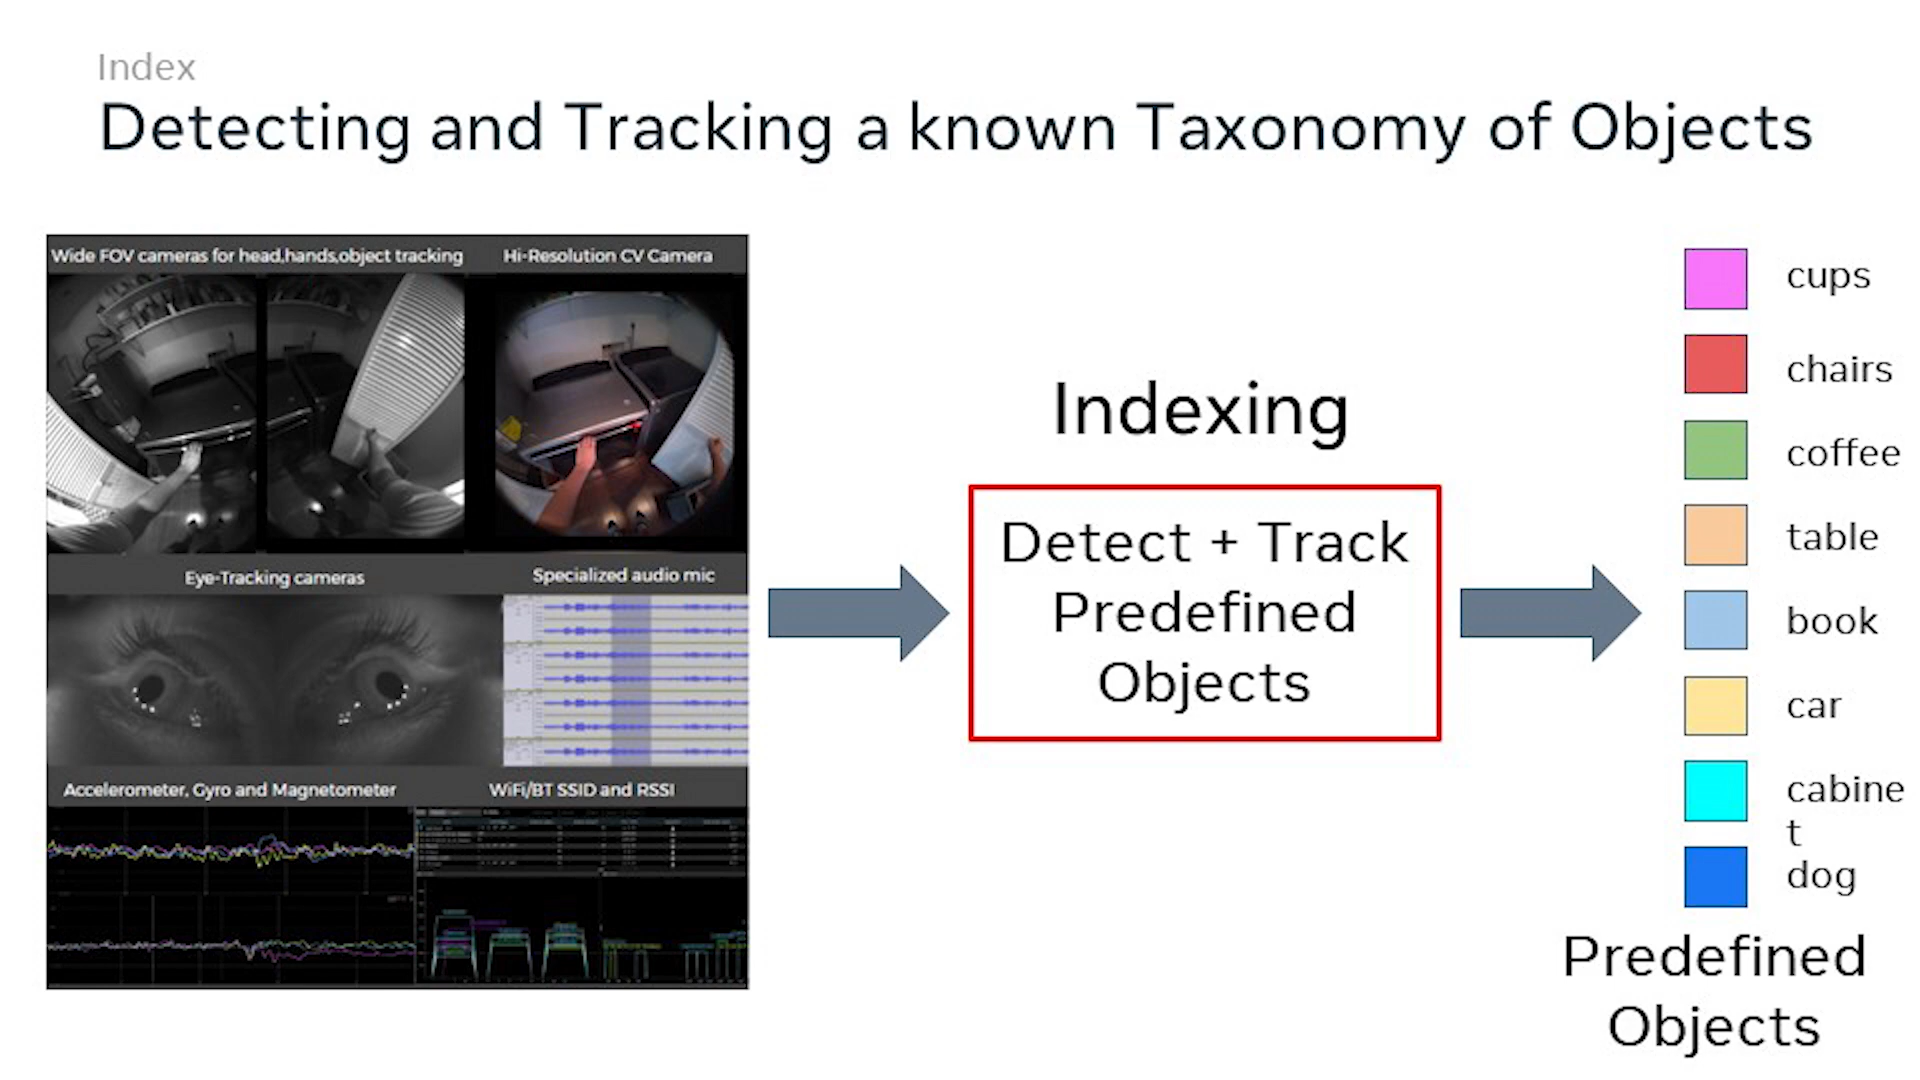 Index
Detecting and Tracking a known Taxonomy of Objects
Wide FOV cameras for head,hands,object tracking
Hi-Resolution CV Camera
Eye-Tracking cameras
Specialized audio mic
Accelerometer, Gyro and Magnetometer
WiFi/BT SSID and RSSI
Indexing
Detect + Track
Predefined
Objects
cups
chairs
coffee
table
book
car
cabine
t
dog
Predefined
Objects